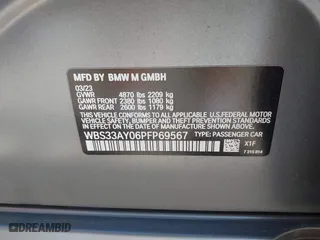 MFD BY BMW M GMBH
03/23
GVWR 4870 lbs 2209 kg
GAWR FRONT 2380 lbs 1080 kg
GAWR REAR 2600 lbs 1179 kg
THIS VEHICLE CONFORMS TO ALL APPLICABLE U.S. FEDERAL
MOTOR VEHICLE SAFETY, BUMPER, AND THEFT PREVENTION STANDARDS
IN EFFECT ON THE DATE OF MANUFACTURE SHOWN ABOVE.
WBS33AY06PFP69567 TYPE: PASSENGER CAR
X1F
DREAMBID